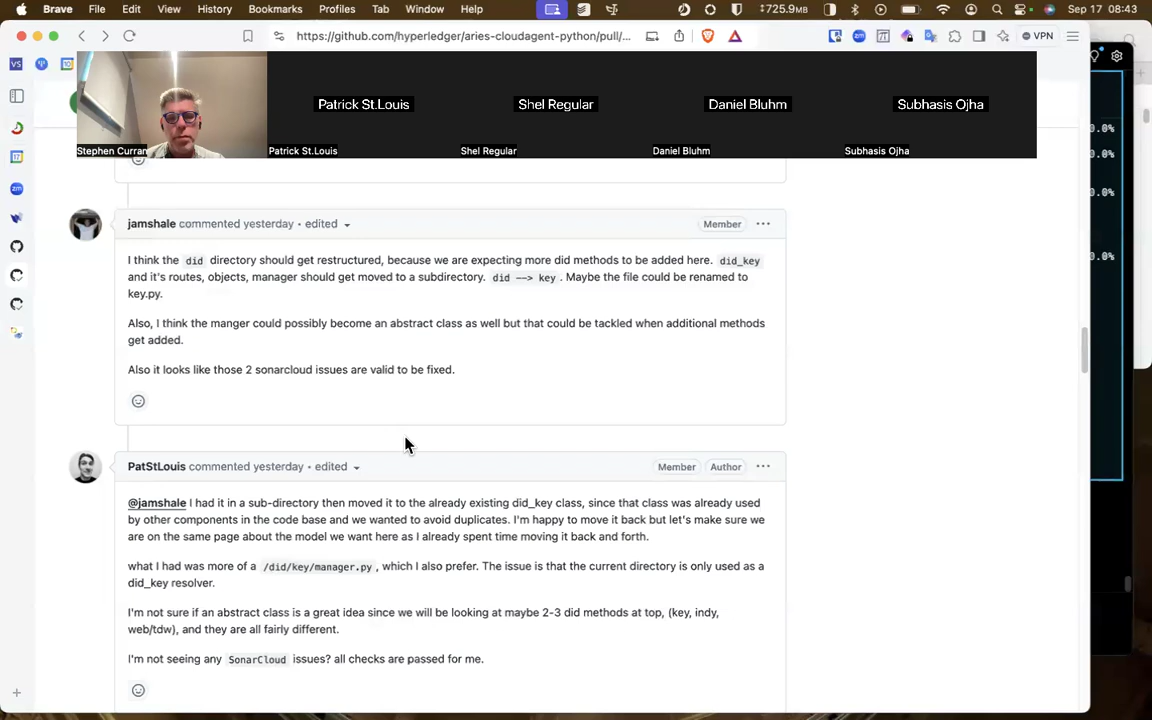 Brave File Edit View History Bookmarks Profiles Tab Window Help 725.9MB Sep 17 08:43
https://github.com/hyperledger/aries-cloudagent-python/pull/... VPN
Patrick St.Louis Shel Regular Daniel Bluhm Subhasis Ojha
Stephen Curran Patrick St.Louis Shel Regular Daniel Bluhm Subhasis Ojha
jamshale commented yesterday • edited Member
I think the did directory should get restructured, because we are expecting more did methods to be added here. did_key
and it's routes, objects, manager should get moved to a subdirectory. did ––> key . Maybe the file could be renamed to
key.py.
Also, I think the manger could possibly become an abstract class as well but that could be tackled when additional methods
get added.
Also it looks like those 2 sonarcloud issues are valid to be fixed.
PatStLouis commented yesterday • edited Member Author
@jamshale I had it in a sub-directory then moved it to the already existing did_key class, since that class was already used
by other components in the code base and we wanted to avoid duplicates. I'm happy to move it back but let's make sure we
are on the same page about the model we want here as I already spent time moving it back and forth.
what I had was more of a /did/key/manager.py , which I also prefer. The issue is that the current directory is only used as a
did_key resolver.
I'm not sure if an abstract class is a great idea since we will be looking at maybe 2-3 did methods at top, (key, indy,
web/tdw), and they are all fairly different.
I'm not seeing any SonarCloud issues? all checks are passed for me.